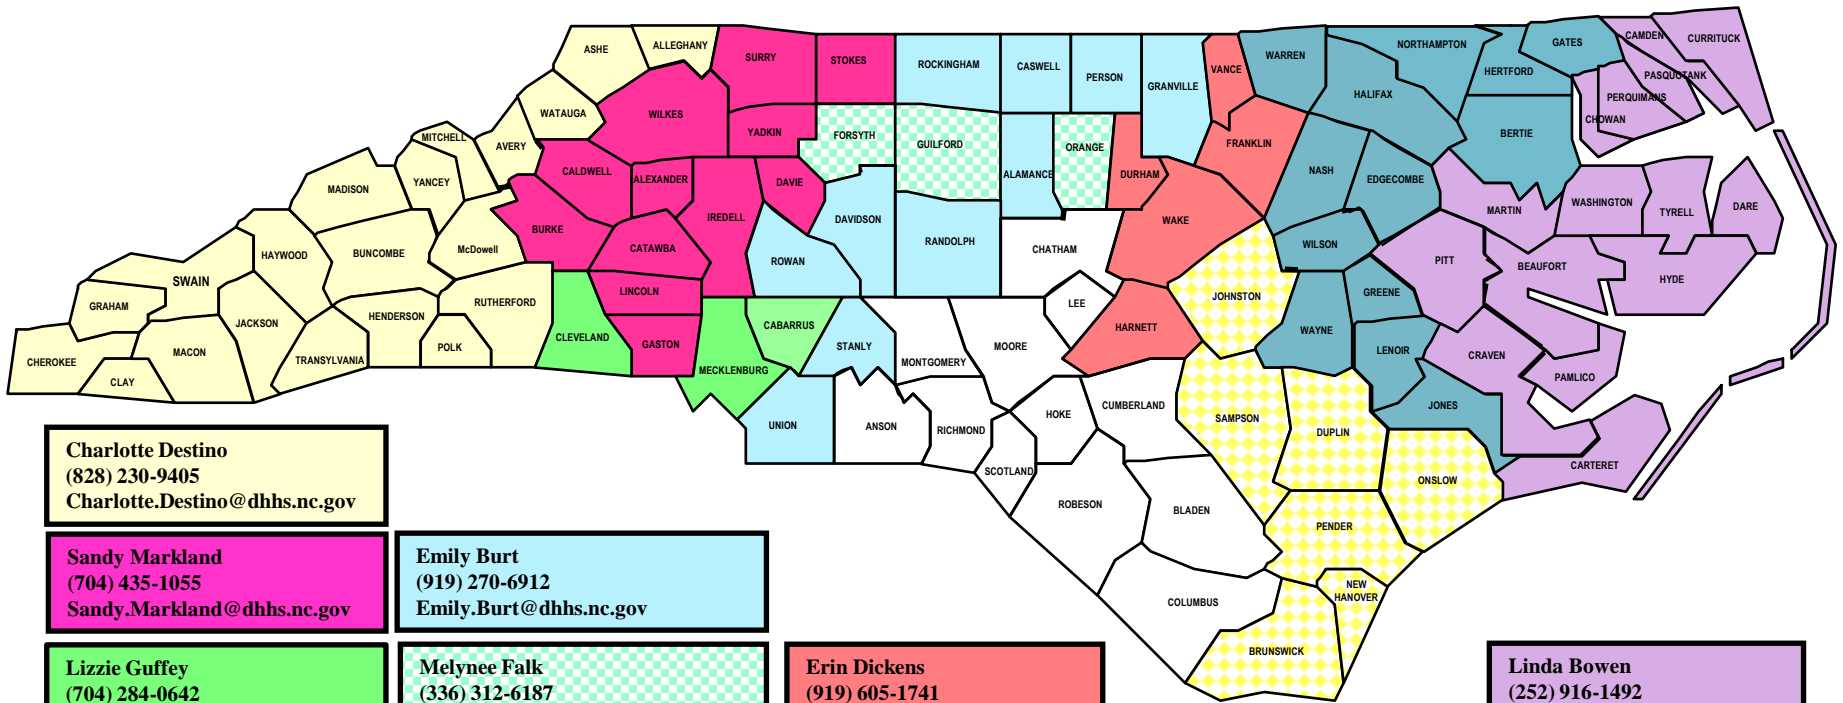 ASHE
ALLEGHANY
SURRY
STOKES
ROCKINGHAM
CASWELL
PERSON
GRANVILLE
VANCE
WARREN
NORTHAMPTON
GATES
CAMDEN
CURRITUCK
HERTFORD
PASQUOTANK
HALIFAX
PERQUIMANS
CHOWAN
WATAUGA
WILKES
YADKIN
FORSYTH
GUILFORD
ALAMANCE
ORANGE
DURHAM
FRANKLIN
BERTIE
MITCHELL
AVERY
CALDWELL
ALEXANDER
DAVIE
NASH
EDGECOMBE
MADISON
YANCEY
IREDELL
DAVIDSON
WAKE
MARTIN
WASHINGTON
TYRELL
DARE
BURKE
CATAWBA
RANDOLPH
CHATHAM
WILSON
HAYWOOD
BUNCOMBE
McDowell
ROWAN
PITT
BEAUFORT
HYDE
SWAIN
GRAHAM
RUTHERFORD
LINCOLN
LEE
JOHNSTON
GREENE
JACKSON
HENDERSON
CLEVELAND
CABARRUS
HARNETT
WAYNE
CHEROKEE
MACON
TRANSYLVANIA
POLK
GASTON
STANLY
MOORE
LENOIR
CRAVEN
CLAY
MECKLENBURG
MONTGOMERY
PAMLICO
UNION
ANSON
RICHMOND
HOKE
CUMBERLAND
SAMPSON
DUPLIN
JONES
SCOTLAND
ROBESON
BLADEN
ONSLOW
CARTERET
PENDER
COLUMBUS
NEW
HANOVER
BRUNSWICK
Charlotte Destino
(828) 230-9405
Charlotte.Destino@dhhs.nc.gov
Sandy Markland
(704) 435-1055
Sandy.Markland@dhhs.nc.gov
Emily Burt
(919) 270-6912
Emily.Burt@dhhs.nc.gov
Lizzie Guffey
(704) 284-0642
Melynee Falk
(336) 312-6187
Erin Dickens
(919) 605-1741
Linda Bowen
(252) 916-1492